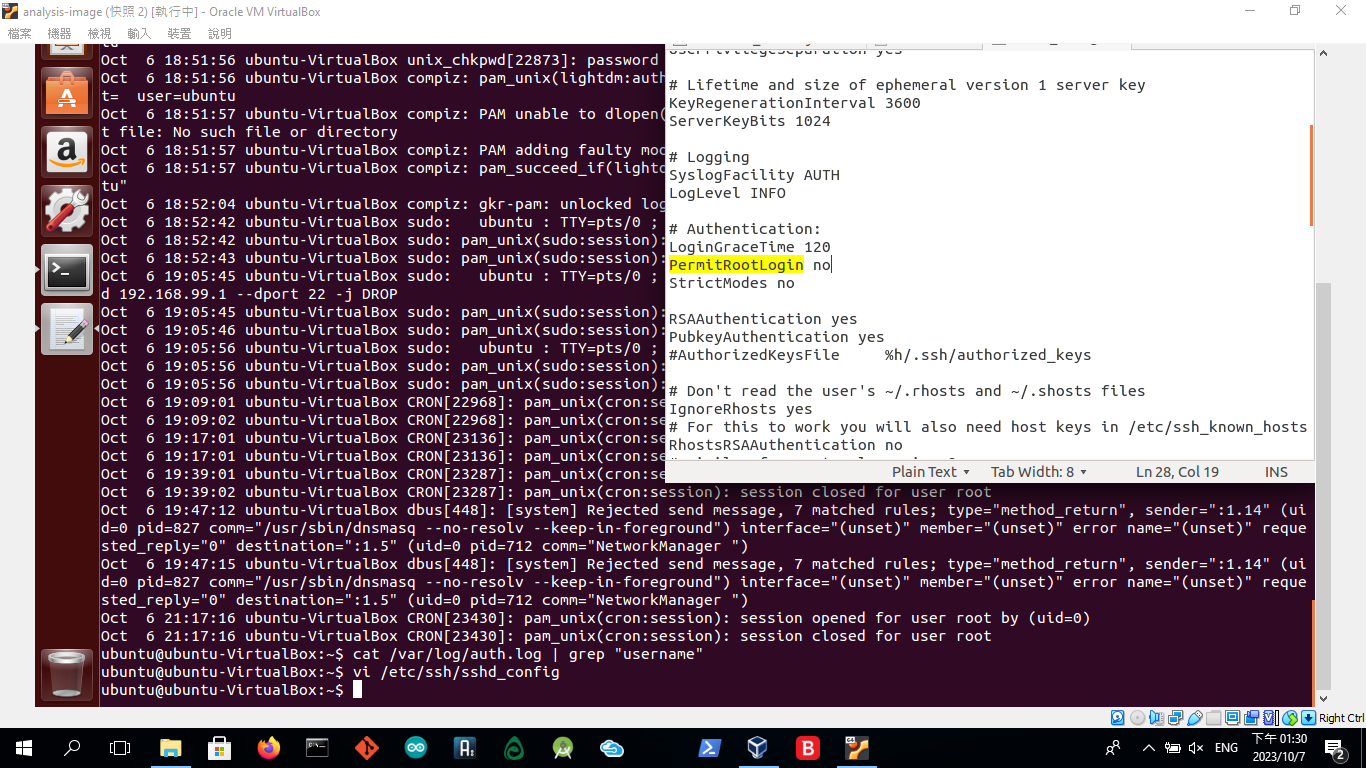 analysis-image (快照 2) [執行中] - Oracle VM VirtualBox
檔案 機器 檢視 輸入 裝置 說明
Oct  6 18:51:56 ubuntu-VirtualBox unix_chkpwd[22873]: password
Oct  6 18:51:56 ubuntu-VirtualBox compiz: pam_unix(lightdm:auth
t=  user=ubuntu
Oct  6 18:51:57 ubuntu-VirtualBox compiz: PAM unable to dlopen(
t file: No such file or directory
Oct  6 18:51:57 ubuntu-VirtualBox compiz: PAM adding faulty mod
Oct  6 18:51:57 ubuntu-VirtualBox compiz: pam_succeed_if(lightd
tu"
Oct  6 18:52:04 ubuntu-VirtualBox compiz: gkr-pam: unlocked log
Oct  6 18:52:42 ubuntu-VirtualBox sudo:   ubuntu : TTY=pts/0 ;
Oct  6 18:52:42 ubuntu-VirtualBox sudo: pam_unix(sudo:session):
Oct  6 18:52:43 ubuntu-VirtualBox sudo: pam_unix(sudo:session):
Oct  6 19:05:45 ubuntu-VirtualBox sudo:   ubuntu : TTY=pts/0 ;
d 192.168.99.1 --dport 22 -j DROP
Oct  6 19:05:45 ubuntu-VirtualBox sudo: pam_unix(sudo:session):
Oct  6 19:05:46 ubuntu-VirtualBox sudo: pam_unix(sudo:session):
Oct  6 19:05:56 ubuntu-VirtualBox sudo:   ubuntu : TTY=pts/0 ;
Oct  6 19:05:56 ubuntu-VirtualBox sudo: pam_unix(sudo:session):
Oct  6 19:05:56 ubuntu-VirtualBox sudo: pam_unix(sudo:session):
Oct  6 19:09:01 ubuntu-VirtualBox CRON[22968]: pam_unix(cron:se
Oct  6 19:09:02 ubuntu-VirtualBox CRON[22968]: pam_unix(cron:se
Oct  6 19:17:01 ubuntu-VirtualBox CRON[23136]: pam_unix(cron:se
Oct  6 19:17:01 ubuntu-VirtualBox CRON[23136]: pam_unix(cron:se
Oct  6 19:39:01 ubuntu-VirtualBox CRON[23287]: pam_unix(cron:se
Oct  6 19:39:02 ubuntu-VirtualBox CRON[23287]: pam_unix(cron:session): session closed for user root
Oct  6 19:47:12 ubuntu-VirtualBox dbus[448]: [system] Rejected send message, 7 matched rules; type="method_return", sender=":1.14" (ui
d=0 pid=827 comm="/usr/sbin/dnsmasq --no-resolv --keep-in-foreground") interface="(unset)" member="(unset)" error name="(unset)" reque
sted_reply="0" destination=":1.5" (uid=0 pid=712 comm="NetworkManager ")
Oct  6 19:47:15 ubuntu-VirtualBox dbus[448]: [system] Rejected send message, 7 matched rules; type="method_return", sender=":1.14" (ui
d=0 pid=827 comm="/usr/sbin/dnsmasq --no-resolv --keep-in-foreground") interface="(unset)" member="(unset)" error name="(unset)" reque
sted_reply="0" destination=":1.5" (uid=0 pid=712 comm="NetworkManager ")
Oct  6 21:17:16 ubuntu-VirtualBox CRON[23430]: pam_unix(cron:session): session opened for user root by (uid=0)
Oct  6 21:17:16 ubuntu-VirtualBox CRON[23430]: pam_unix(cron:session): session closed for user root
ubuntu@ubuntu-VirtualBox:~$ cat /var/log/auth.log | grep "username"
ubuntu@ubuntu-VirtualBox:~$ vi /etc/ssh/sshd_config
ubuntu@ubuntu-VirtualBox:~$
UsePrivilegeSeparation yes
# Lifetime and size of ephemeral version 1 server key
KeyRegenerationInterval 3600
ServerKeyBits 1024
# Logging
SyslogFacility AUTH
LogLevel INFO
# Authentication:
LoginGraceTime 120
PermitRootLogin no
StrictModes no
RSAAuthentication yes
PubkeyAuthentication yes
#AuthorizedKeysFile     %h/.ssh/authorized_keys
# Don't read the user's ~/.rhosts and ~/.shosts files
IgnoreRhosts yes
# For this to work you will also need host keys in /etc/ssh_known_hosts
RhostsRSAAuthentication no
Plain Text Tab Width: 8 Ln 28, Col 19 INS
Right Ctrl
ENG
下午 01:30
2023/10/7
2